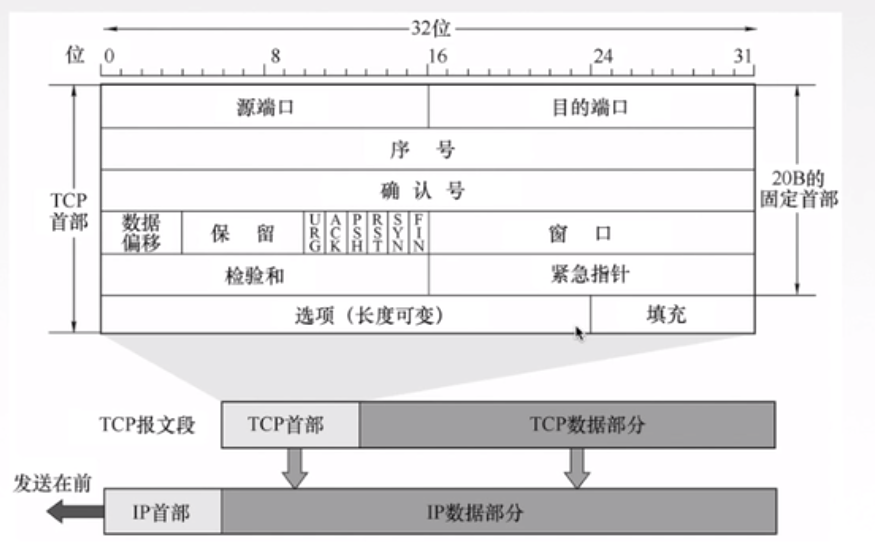 32位
位 0 8 16 24 31
源端口 目的端口
序 号
确 认 号
TCP首部
20B的固定首部
数据偏移 保 留 URG ACK PSH RST SYN FIN 窗 口
检验和 紧急指针
选项（长度可变） 填充
TCP报文段 TCP首部 TCP数据部分
发送在前
IP首部 IP数据部分